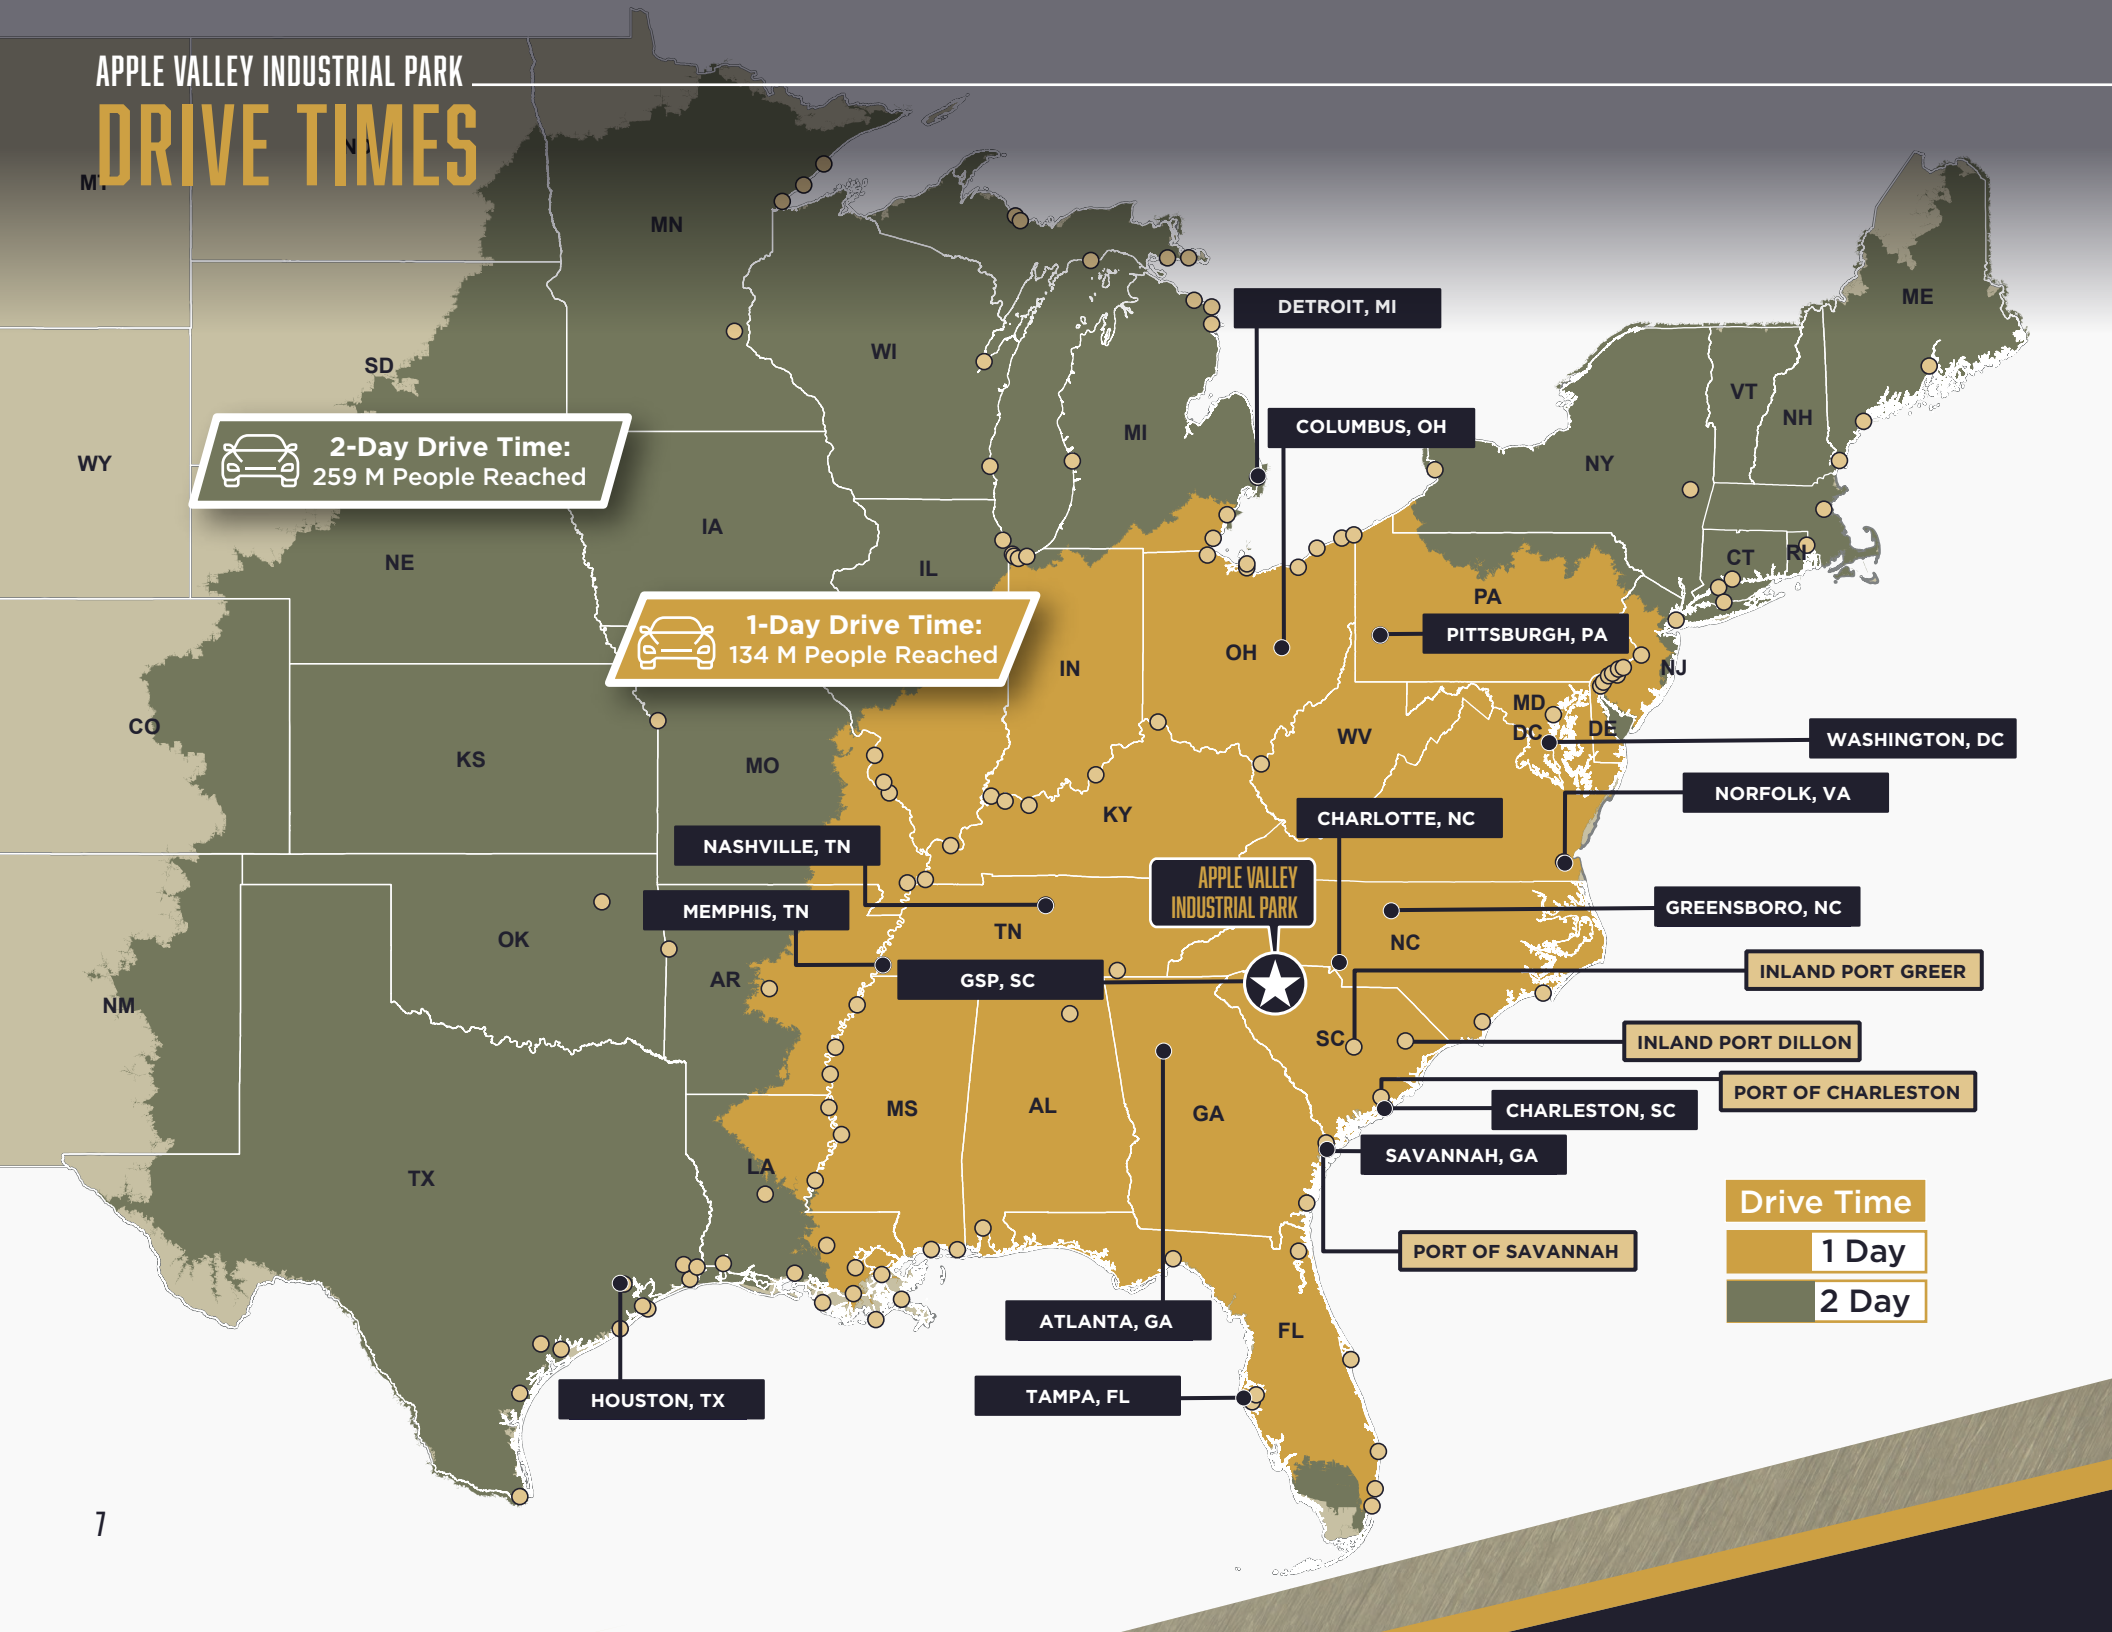 APPLE VALLEY INDUSTRIAL PARK
DRIVE TIMES
ND
MT
MN
ME
DETROIT, MI
WI
SD
VT
NH
COLUMBUS, OH
MI
2-Day Drive Time:
259 M People Reached
WY
NY
IA
NE
IL
CT
RI
PA
1-Day Drive Time:
134 M People Reached
PITTSBURGH, PA
OH
IN
NJ
MD
CO
DC
DE
WV
WASHINGTON, DC
KS
MO
NORFOLK, VA
KY
CHARLOTTE, NC
NASHVILLE, TN
APPLE VALLEY
INDUSTRIAL PARK
MEMPHIS, TN
GREENSBORO, NC
TN
OK
NC
INLAND PORT GREER
AR
GSP, SC
NM
SC
INLAND PORT DILLON
PORT OF CHARLESTON
MS
AL
GA
CHARLESTON, SC
SAVANNAH, GA
LA
TX
Drive Time
1 Day
2 Day
PORT OF SAVANNAH
ATLANTA, GA
FL
TAMPA, FL
HOUSTON, TX
7